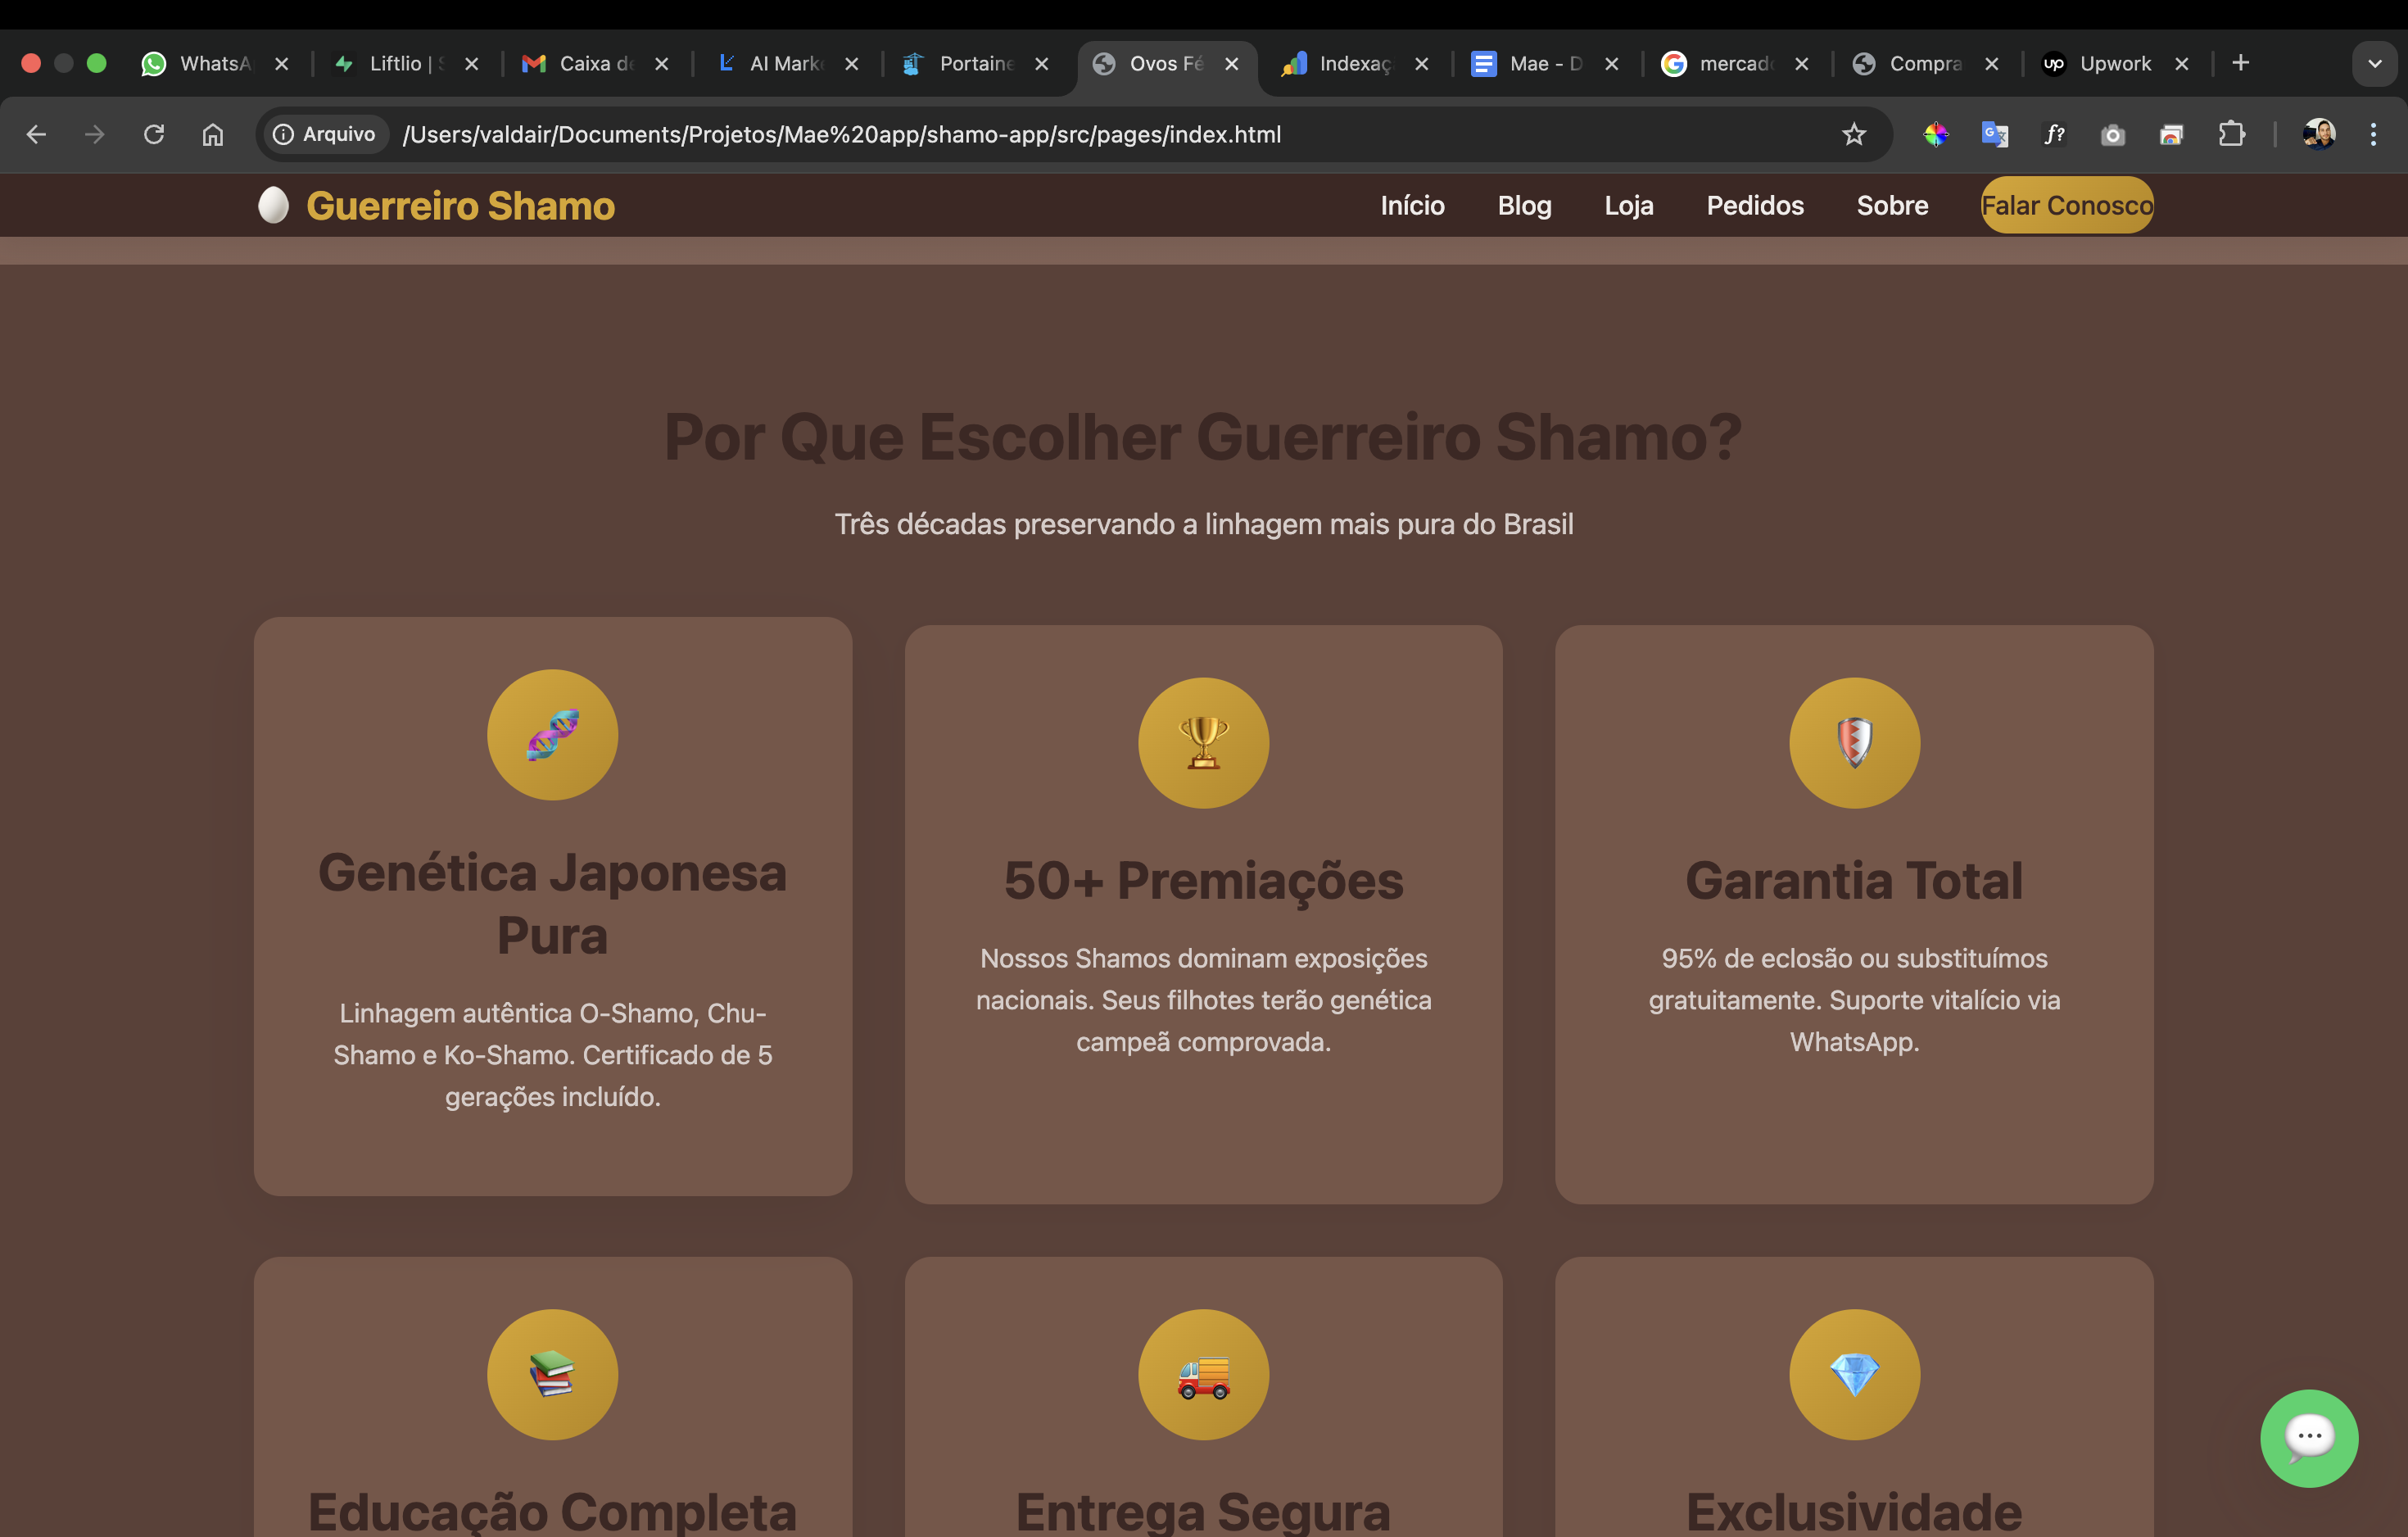 WhatsA
Liftlio | S
Caixa de
AI Mark
Portaine
Ovos Fé
Indexaç
Mae - D
mercado
Compra
up
Upwork
Arquivo
/Users/valdair/Documents/Projetos/Mae%20app/shamo-app/src/pages/index.html
f?
Guerreiro Shamo
Início
Blog
Loja
Pedidos
Sobre
Falar Conosco
Por Que Escolher Guerreiro Shamo?
Três décadas preservando a linhagem mais pura do Brasil
Genética Japonesa
Pura
Linhagem autêntica O-Shamo, Chu-
Shamo e Ko-Shamo. Certificado de 5
gerações incluído.
50+ Premiações
Nossos Shamos dominam exposições
nacionais. Seus filhotes terão genética
campeã comprovada.
Garantia Total
95% de eclosão ou substituímos
gratuitamente. Suporte vitalício via
WhatsApp.
Educação Completa
Entrega Segura
Exclusividade